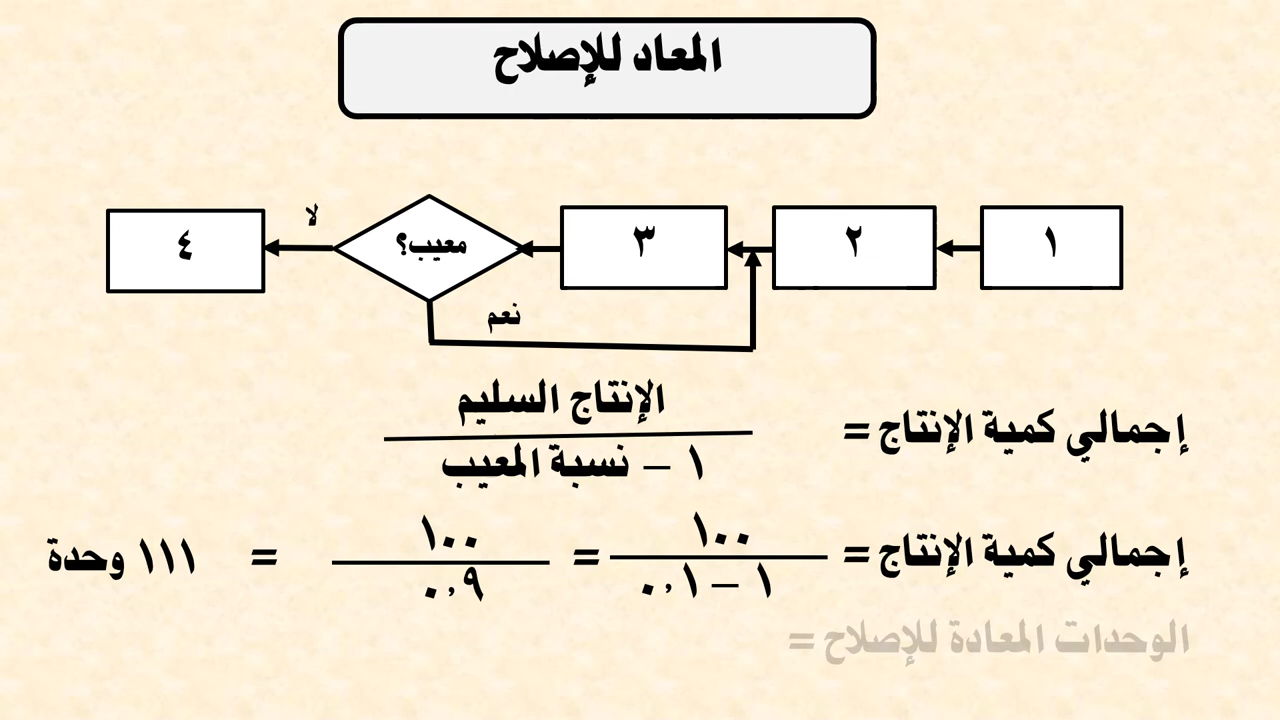 المعاد للإصلاح
١ ٢ ٣ معيب؟ لا ٤
نعم
إجمالي كمية الإنتاج = الإنتاج السليم
١ – نسبة المعيب
إجمالي كمية الإنتاج = ١٠٠ = ١٠٠ = ١١١ وحدة
١ – ٠,١ ٠,٩
الوحدات المعادة للإصلاح =